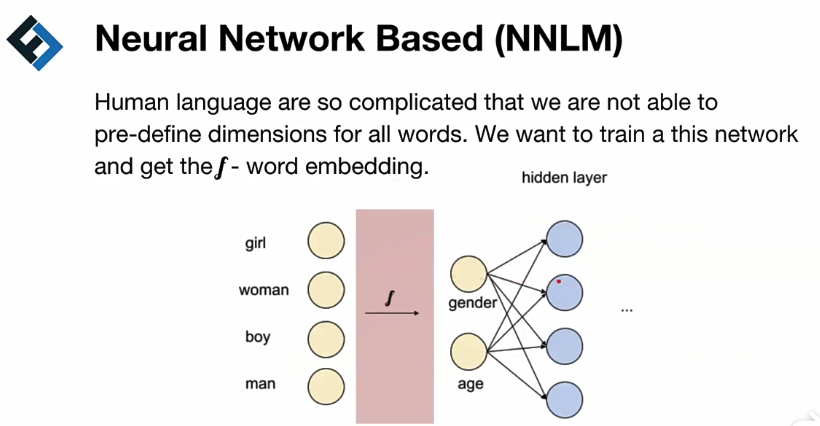 Neural Network Based (NNLM)
Human language are so complicated that we are not able to
pre-define dimensions for all words. We want to train a this network
and get the f - word embedding.
hidden layer
girl
woman
boy
man
f
gender
age
...